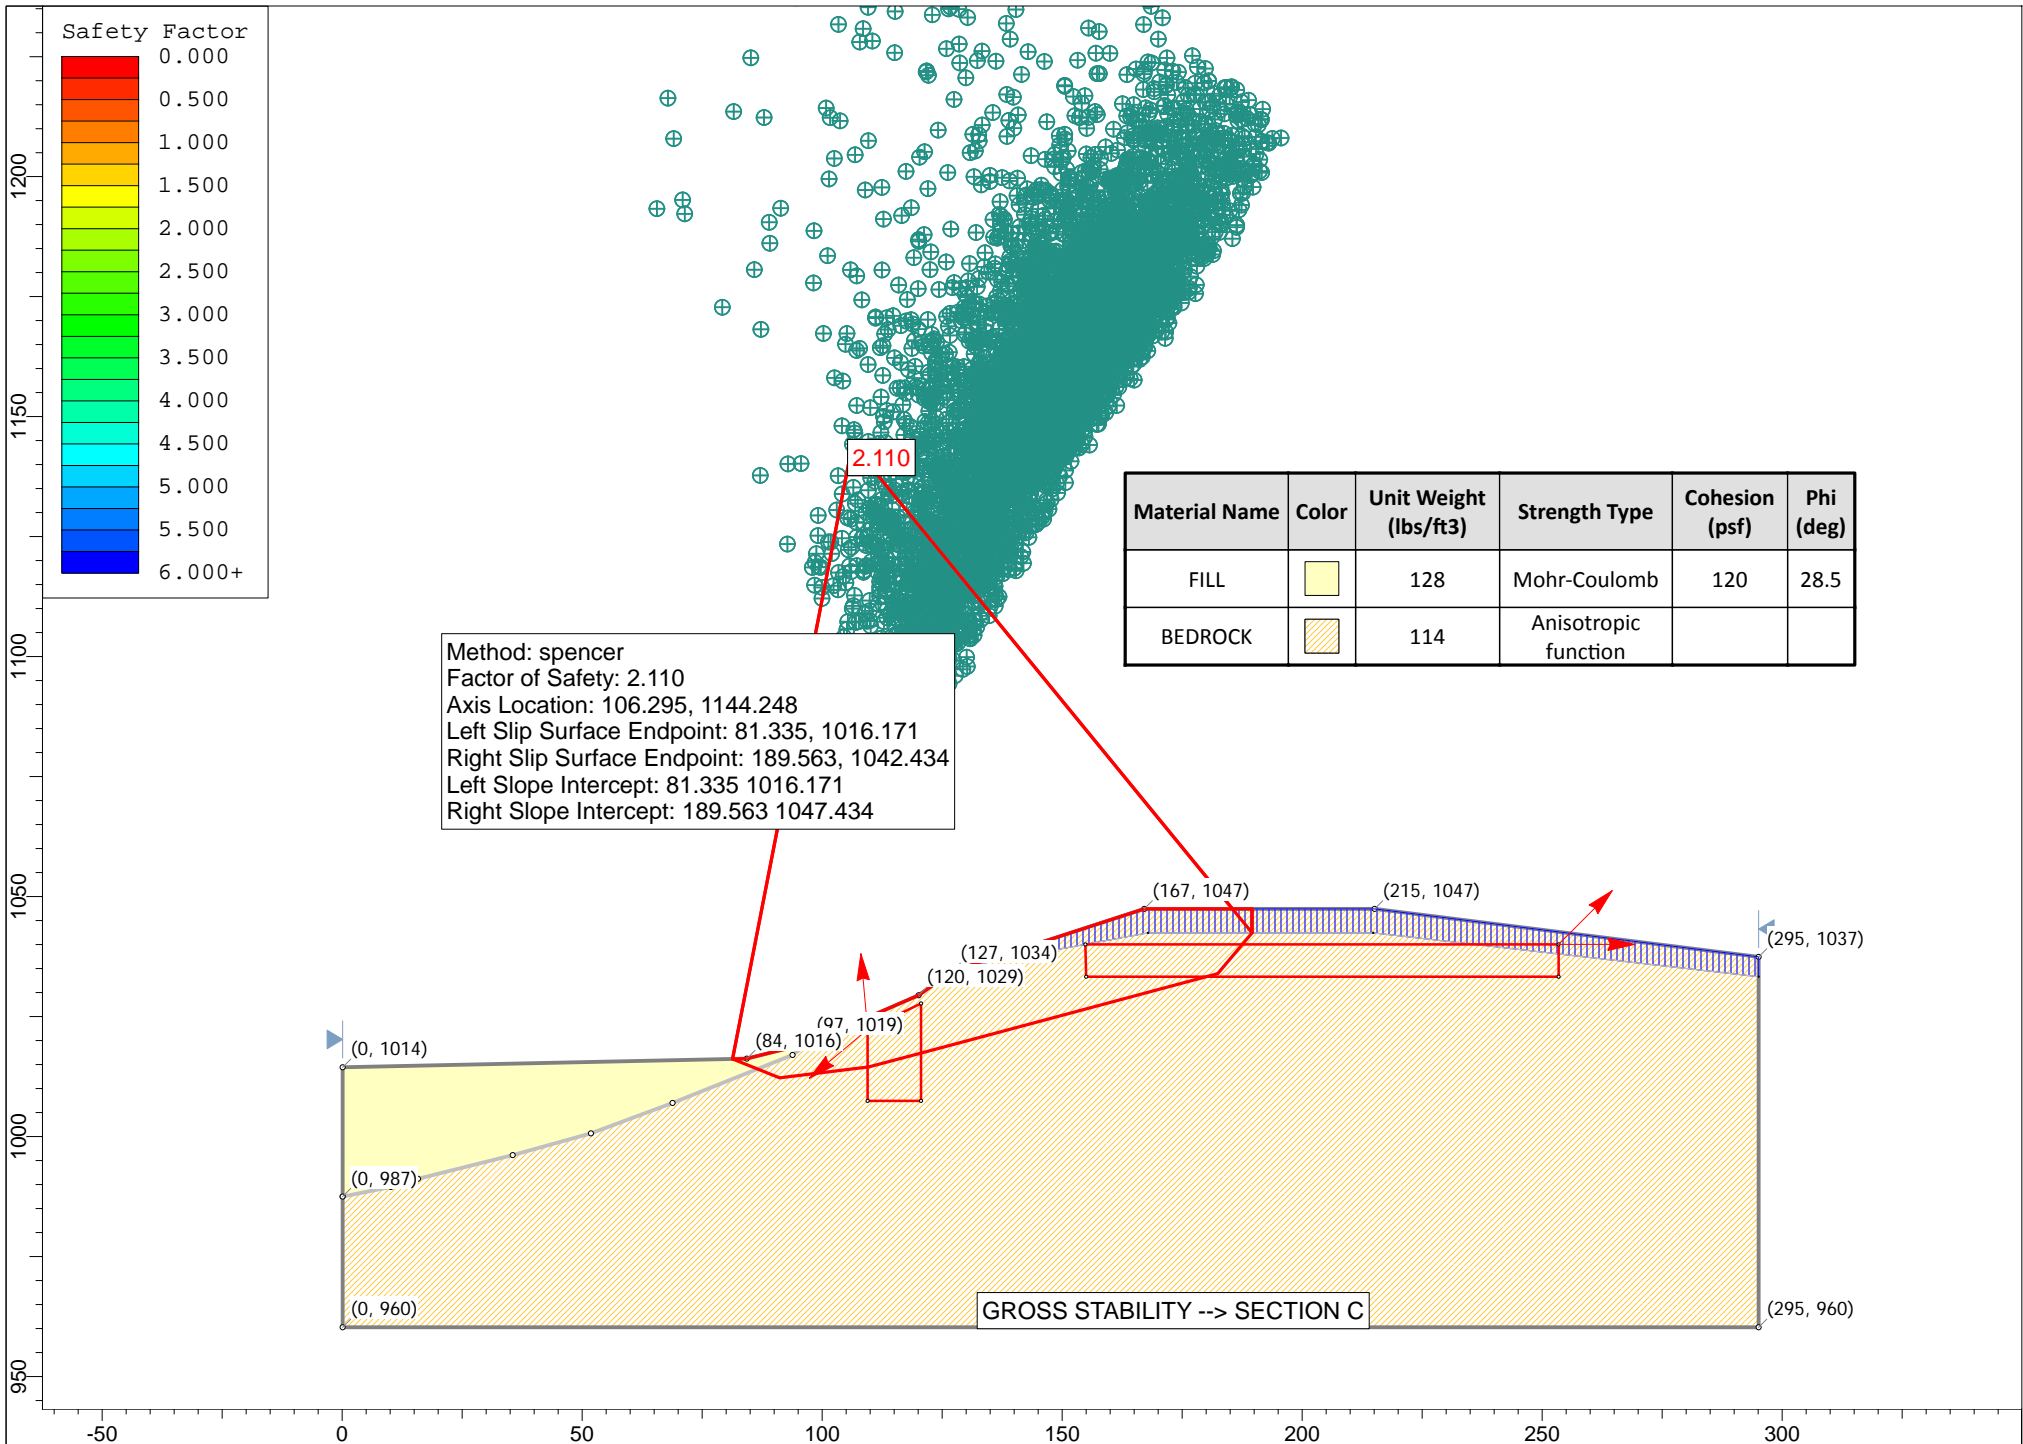 Safety Factor
0.000
0.500
1.000
1.500
2.000
2.500
3.000
3.500
4.000
4.500
5.000
5.500
6.000+
2.110
Material Name Color Unit Weight (lbs/ft3) Strength Type Cohesion (psf) Phi (deg)
FILL 128 Mohr-Coulomb 120 28.5
BEDROCK 114 Anisotropic function
Method: spencer
Factor of Safety: 2.110
Axis Location: 106.295, 1144.248
Left Slip Surface Endpoint: 81.335, 1016.171
Right Slip Surface Endpoint: 189.563, 1042.434
Left Slope Intercept: 81.335 1016.171
Right Slope Intercept: 189.563 1047.434
(167, 1047)
(215, 1047)
(295, 1037)
(127, 1034)
(120, 1029)
(97, 1019)
(84, 1016)
(0, 1014)
(0, 987)
(0, 960)
(295, 960)
GROSS STABILITY --> SECTION C
1200
1150
1100
1050
1000
950
-50 0 50 100 150 200 250 300